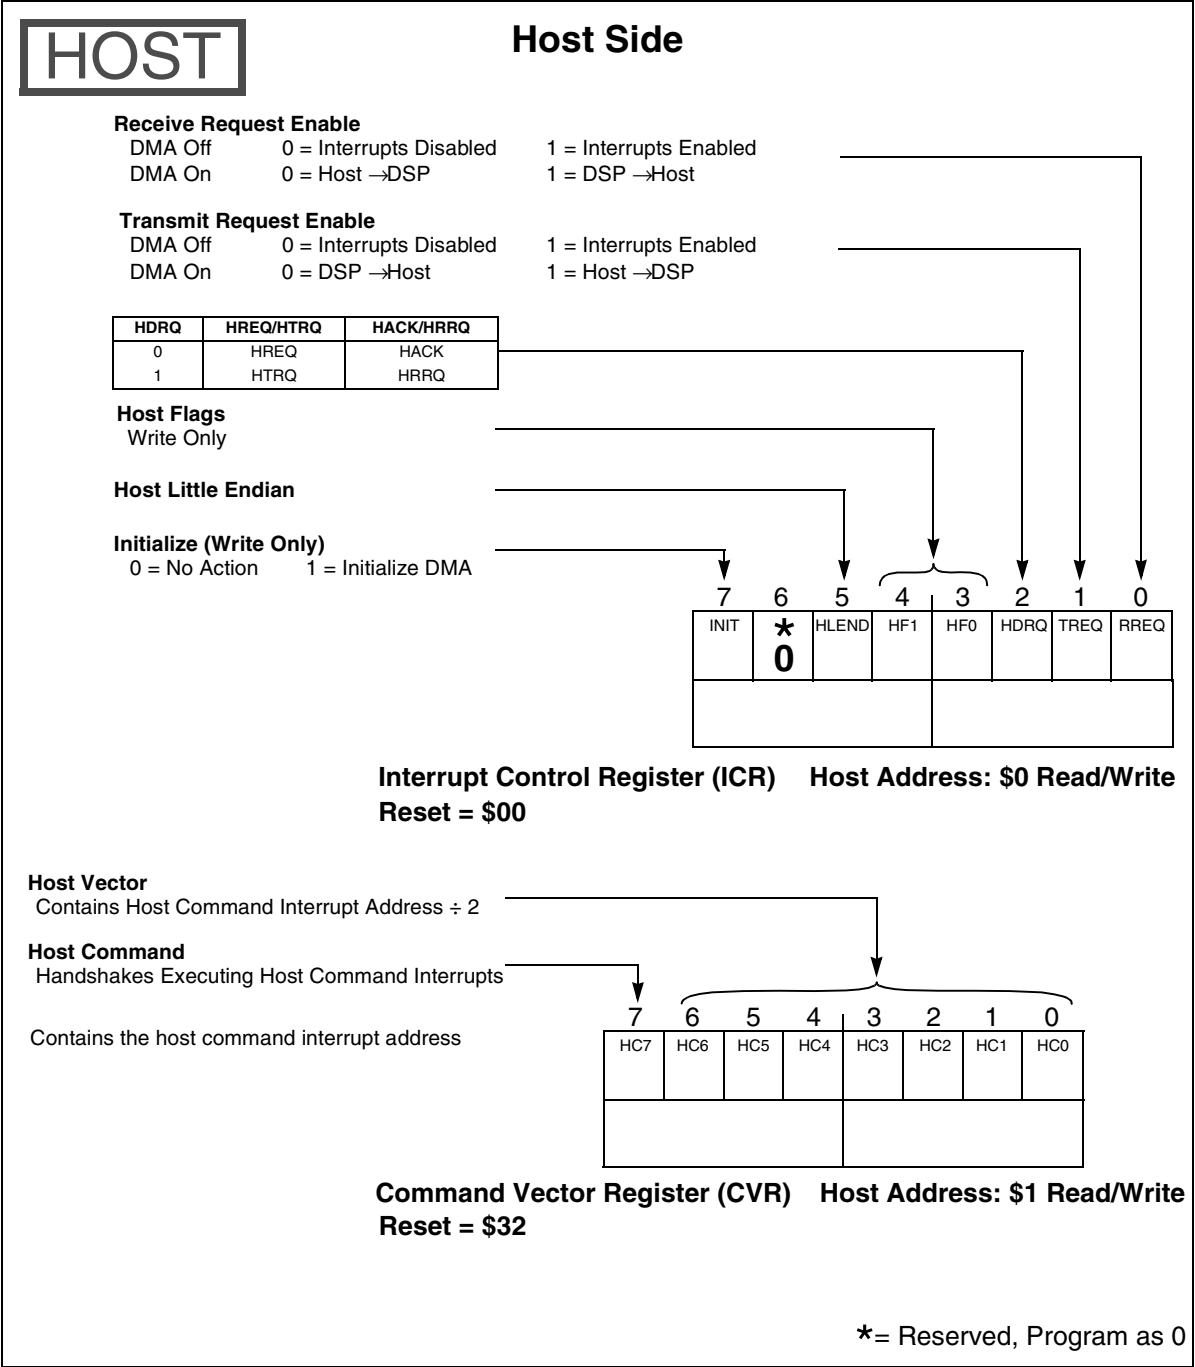 HOST
Host Side
Receive Request Enable
DMA Off 0 = Interrupts Disabled 1 = Interrupts Enabled
DMA On 0 = Host →DSP 1 = DSP →Host
Transmit Request Enable
DMA Off 0 = Interrupts Disabled 1 = Interrupts Enabled
DMA On 0 = DSP →Host 1 = Host →DSP
HDRQ HREQ/HTRQ HACK/HRRQ
0 HREQ HACK
1 HTRQ HRRQ
Host Flags
Write Only
Host Little Endian
Initialize (Write Only)
0 = No Action 1 = Initialize DMA
7 6 5 4 3 2 1 0
INIT * HLEND HF1 HF0 HDRQ TREQ RREQ
0
Interrupt Control Register (ICR) Host Address: $0 Read/Write
Reset = $00
Host Vector
Contains Host Command Interrupt Address ÷ 2
Host Command
Handshakes Executing Host Command Interrupts
Contains the host command interrupt address
7 6 5 4 3 2 1 0
HC7 HC6 HC5 HC4 HC3 HC2 HC1 HC0
Command Vector Register (CVR) Host Address: $1 Read/Write
Reset = $32
*= Reserved, Program as 0